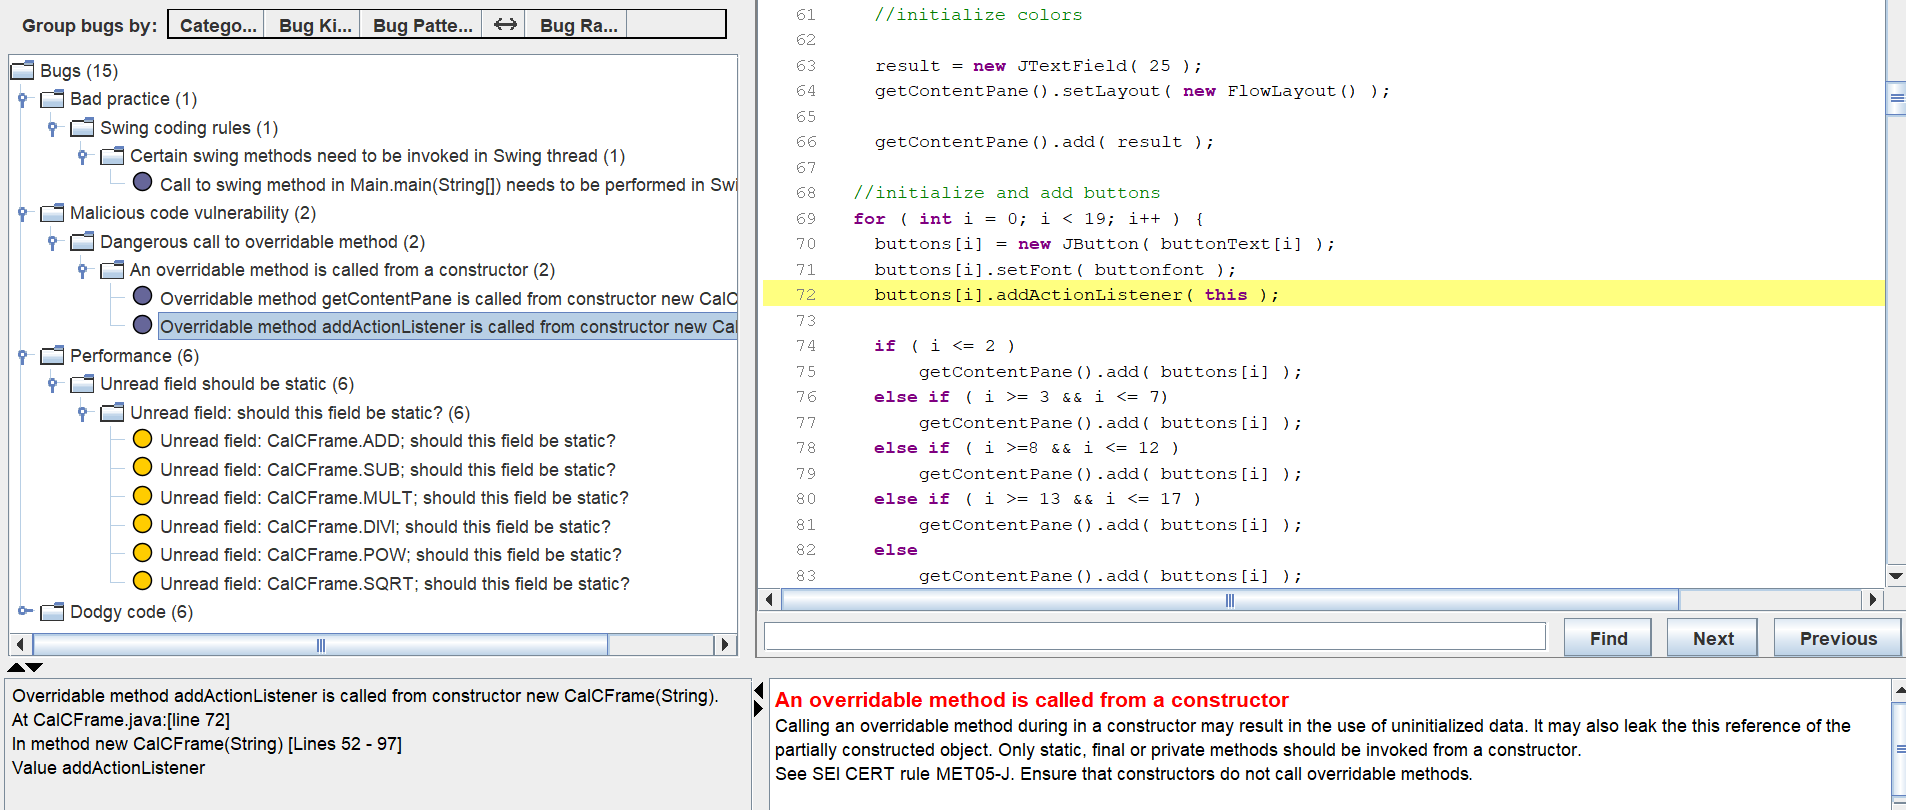 Group bugs by: Catego... Bug Ki... Bug Patte... Bug Ra...
Bugs (15)
Bad practice (1)
Swing coding rules (1)
Certain swing methods need to be invoked in Swing thread (1)
Call to swing method in Main.main(String[]) needs to be performed in Swi
Malicious code vulnerability (2)
Dangerous call to overridable method (2)
An overridable method is called from a constructor (2)
Overridable method getContentPane is called from constructor new CalC
Overridable method addActionListener is called from constructor new Cal
Performance (6)
Unread field should be static (6)
Unread field: should this field be static? (6)
Unread field: CalCFrame.ADD; should this field be static?
Unread field: CalCFrame.SUB; should this field be static?
Unread field: CalCFrame.MULT; should this field be static?
Unread field: CalCFrame.DIVI; should this field be static?
Unread field: CalCFrame.POW; should this field be static?
Unread field: CalCFrame.SQRT; should this field be static?
Dodgy code (6)
61 //initialize colors
62
63 result = new JTextField( 25 );
64 getContentPane().setLayout( new FlowLayout() );
65
66 getContentPane().add( result );
67
68 //initialize and add buttons
69 for ( int i = 0; i < 19; i++ ) {
70 buttons[i] = new JButton( buttonText[i] );
71 buttons[i].setFont( buttonfont );
72 buttons[i].addActionListener( this );
73
74 if ( i <= 2 )
75 getContentPane().add( buttons[i] );
76 else if ( i >= 3 && i <= 7)
77 getContentPane().add( buttons[i] );
78 else if ( i >=8 && i <= 12 )
79 getContentPane().add( buttons[i] );
80 else if ( i >= 13 && i <= 17 )
81 getContentPane().add( buttons[i] );
82 else
83 getContentPane().add( buttons[i] );
Find Next Previous
Overridable method addActionListener is called from constructor new CalCFrame(String).
At CalCFrame.java:[line 72]
In method new CalCFrame(String) [Lines 52 - 97]
Value addActionListener
An overridable method is called from a constructor
Calling an overridable method during in a constructor may result in the use of uninitialized data. It may also leak the this reference of the
partially constructed object. Only static, final or private methods should be invoked from a constructor.
See SEI CERT rule MET05-J. Ensure that constructors do not call overridable methods.